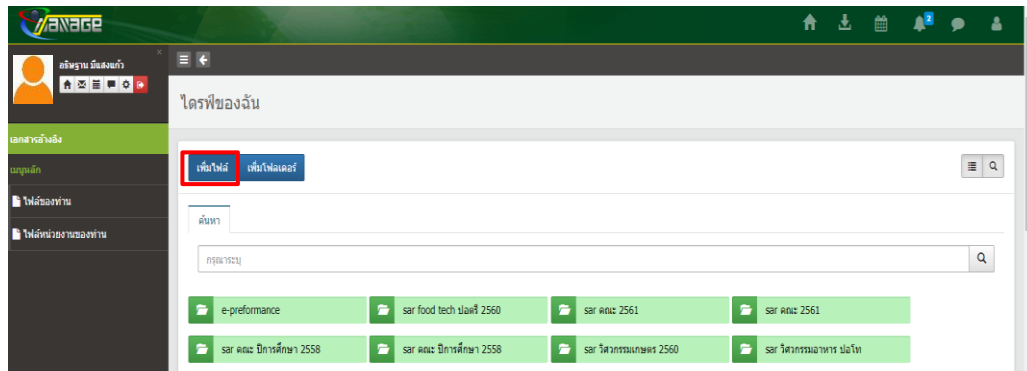 Manage
2
อธิษฐาน มีแสงแก้ว
x
ไดรฟ์ของฉัน
เอกสารอ้างอิง
เมนูหลัก
ไฟล์ของท่าน
ไฟล์หน่วยงานของท่าน
เพิ่มไฟล์ เพิ่มโฟลเดอร์
ค้นหา
กรุณาระบุ
e-preformance
sar food tech ป.ตรี 2560
sar คณะ 2561
sar คณะ 2561
sar คณะ ปีการศึกษา 2558
sar คณะ ปีการศึกษา 2558
sar วิศวกรรมเกษตร 2560
sar วิศวกรรมอาหาร ป.โท